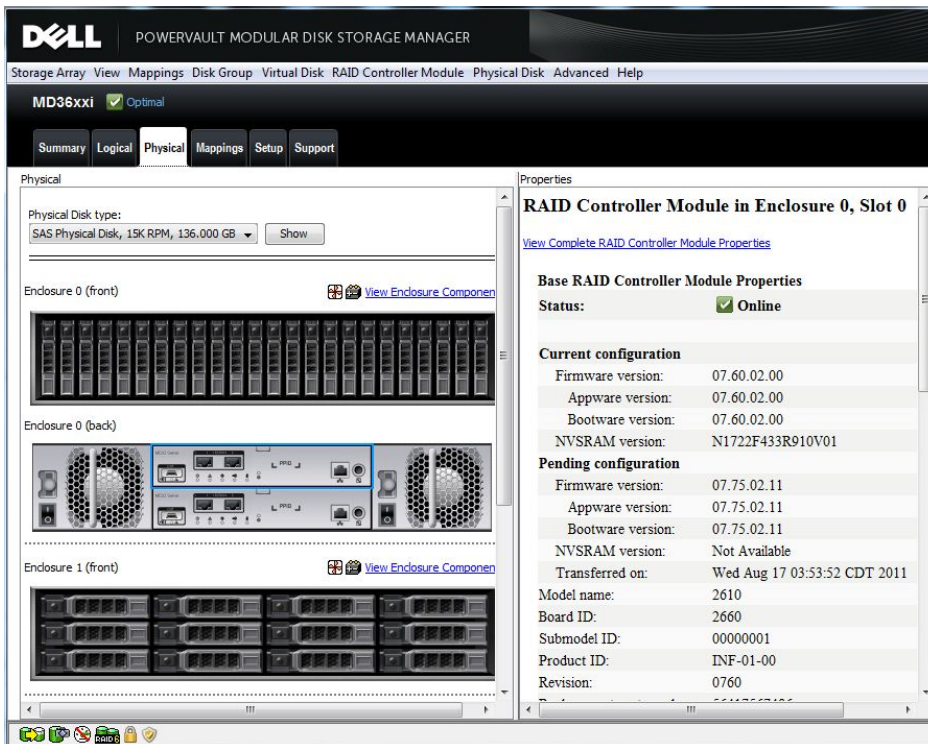 DELL
POWERVAULT MODULAR DISK STORAGE MANAGER
Storage Array View Mappings Disk Group Virtual Disk RAID Controller Module Physical Disk Advanced Help
MD36xxi Optimal
Summary Logical Physical Mappings Setup Support
Physical
Physical Disk type:
SAS Physical Disk, 15K RPM, 136.000 GB Show
Enclosure 0 (front) View Enclosure Componen
Enclosure 0 (back)
Enclosure 1 (front) View Enclosure Componen
Properties
RAID Controller Module in Enclosure 0, Slot 0
View Complete RAID Controller Module Properties
Base RAID Controller Module Properties
Status: Online
Current configuration
Firmware version: 07.60.02.00
Appware version: 07.60.02.00
Bootware version: 07.60.02.00
NVSRAM version: N1722F433R910V01
Pending configuration
Firmware version: 07.75.02.11
Appware version: 07.75.02.11
Bootware version: 07.75.02.11
NVSRAM version: Not Available
Transferred on: Wed Aug 17 03:53:52 CDT 2011
Model name: 2610
Board ID: 2660
Submodel ID: 00000001
Product ID: INF-01-00
Revision: 0760
RAID 6